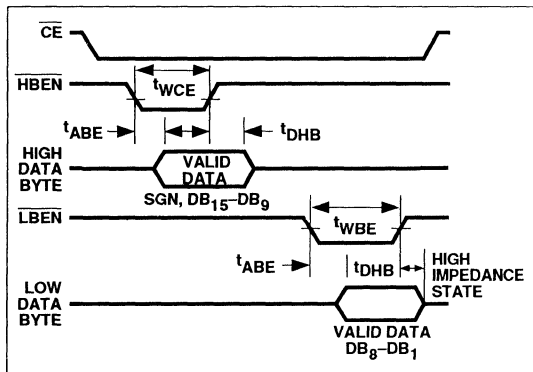 CE
HBEN
tWCE
tABE
tDHB
HIGH
DATA
BYTE
VALID
DATA
SGN, DB15–DB9
LBEN
tWBE
tABE
tDHB
HIGH
IMPEDANCE
STATE
LOW
DATA
BYTE
VALID DATA
DB8–DB1